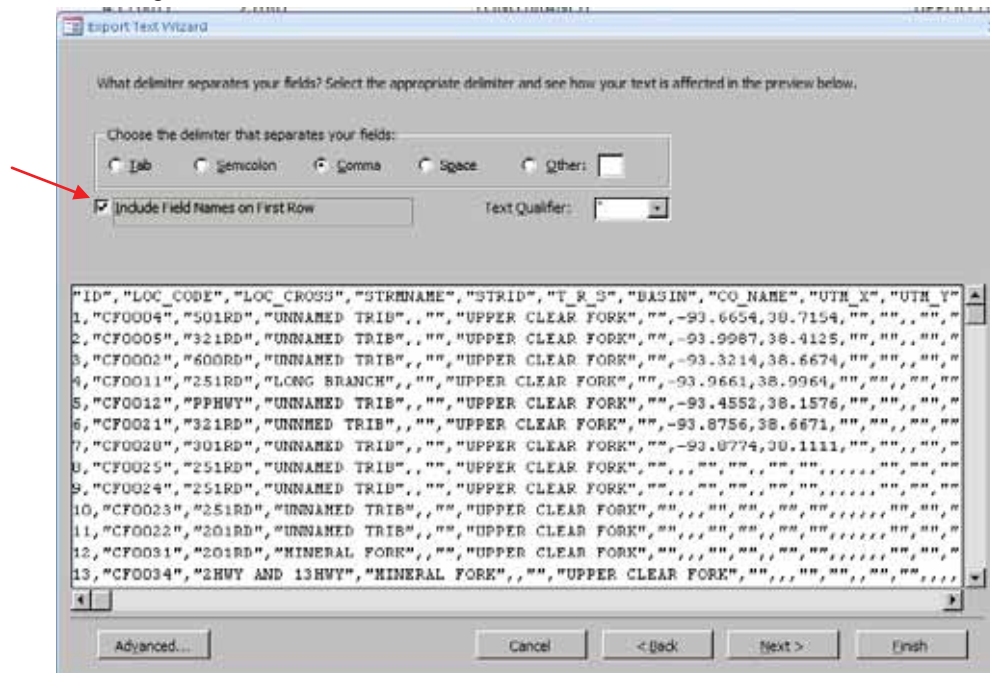 Export Text Wizard
What delimiter separates your fields? Select the appropriate delimiter and see how your text is affected in the preview below.
Choose the delimiter that separates your fields:
Tab Semicolon Comma Space Other:
Include Field Names on First Row Text Qualifier: "
"ID","LOC_CODE","LOC_CROSS","STRMNAME","STRID","T_R_S","BASIN","CO_NAME","UTM_X","UTM_Y"
1,"CF0004","501RD","UNNAMED TRIB",,"","UPPER CLEAR FORK","",-93.6654,38.7154,"","",,"","
2,"CF0005","321RD","UNNAMED TRIB",,"","UPPER CLEAR FORK","",-93.9987,38.4125,"","",,"","
3,"CF0002","600RD","UNNAMED TRIB",,"","UPPER CLEAR FORK","",-93.3214,38.6674,"","",,"","
4,"CF0011","251RD","LONG BRANCH",,"","UPPER CLEAR FORK","",-93.9661,38.9964,"","",,"",""
5,"CF0012","PPHWY","UNNAMED TRIB",,"","UPPER CLEAR FORK","",-93.4552,38.1576,"","",,"","
6,"CF0021","321RD","UNNMED TRIB",,"","UPPER CLEAR FORK","",-93.8756,38.6671,"","",,"",""
7,"CF0028","301RD","UNNAMED TRIB",,"","UPPER CLEAR FORK","",-93.8774,38.1111,"","",,"","
8,"CF0025","251RD","UNNAMED TRIB",,"","UPPER CLEAR FORK","",,,"","",,"","",,,,,,"","",""
9,"CF0024","251RD","UNNAMED TRIB",,"","UPPER CLEAR FORK","",,,"","",,"","",,,,,,"","",""
10,"CF0023","251RD","UNNAMED TRIB",,"","UPPER CLEAR FORK","",,,"","",,"","",,,,,,"","","
11,"CF0022","201RD","UNNAMED TRIB",,"","UPPER CLEAR FORK","",,,"","",,"","",,,,,,"","","
12,"CF0031","201RD","MINERAL FORK",,"","UPPER CLEAR FORK","",,,"","",,"","",,,,,,"","","
13,"CF0034","2HWY AND 13HWY","MINERAL FORK",,"","UPPER CLEAR FORK","",,,"","",,"","",,,,
Advanced... Cancel < Back Next > Finish